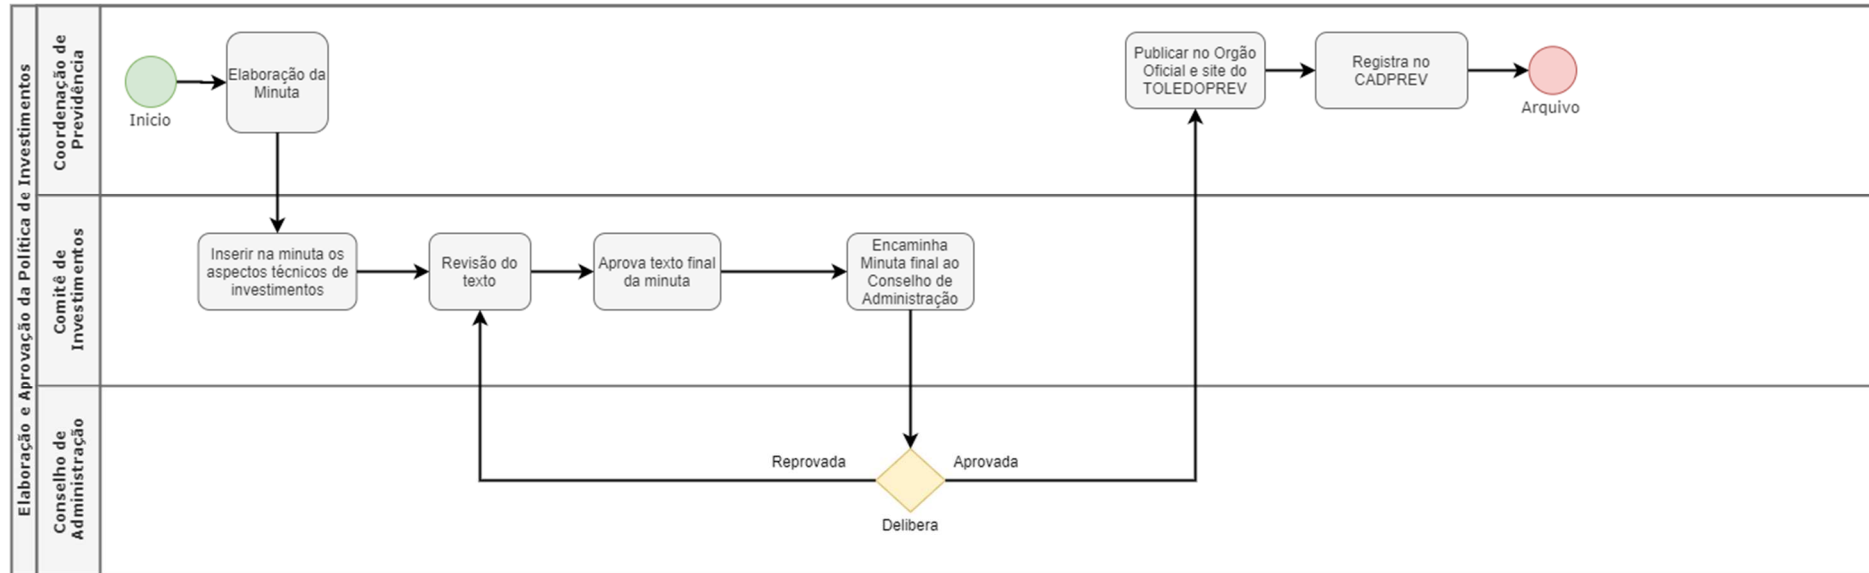 Elaboração e Aprovação da Política de Investimentos
Coordenação de
Previdência
Inicio
Elaboração da
Minuta
Publicar no Orgão
Oficial e site do
TOLEDOPREV
Registra no
CADPREV
Arquivo
Comitê de
Investimentos
Inserir na minuta os
aspectos técnicos de
investimentos
Revisão do
texto
Aprova texto final
da minuta
Encaminha
Minuta final ao
Conselho de
Administração
Conselho de
Administração
Reprovada
Aprovada
Delibera